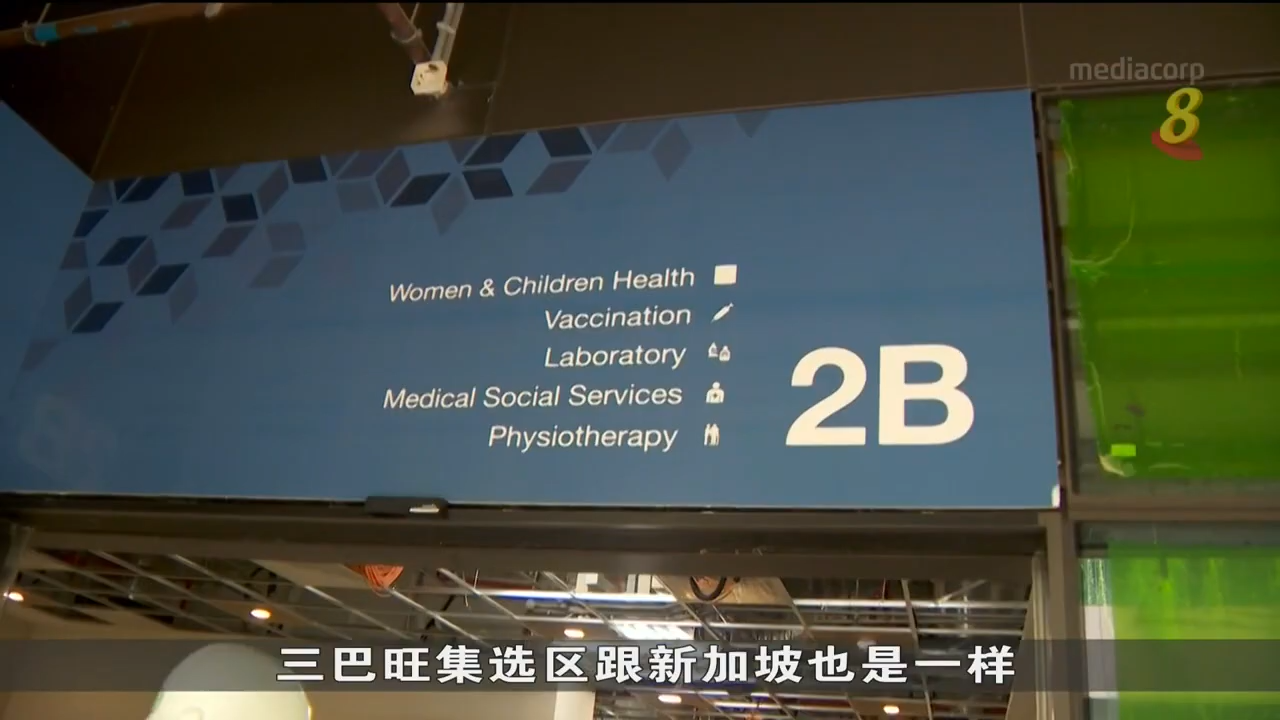 mediacorp
8
Women & Children Health
Vaccination
Laboratory
Medical Social Services
Physiotherapy
2B
三巴旺集选区跟新加坡也是一样